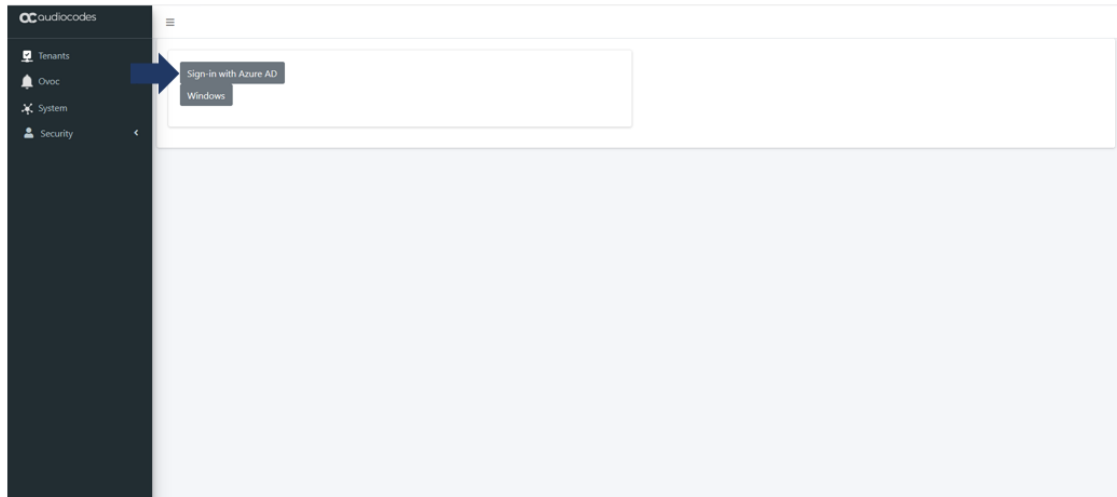 audiocodes
Tenants
Ovoc
System
Security
Sign-in with Azure AD
Windows